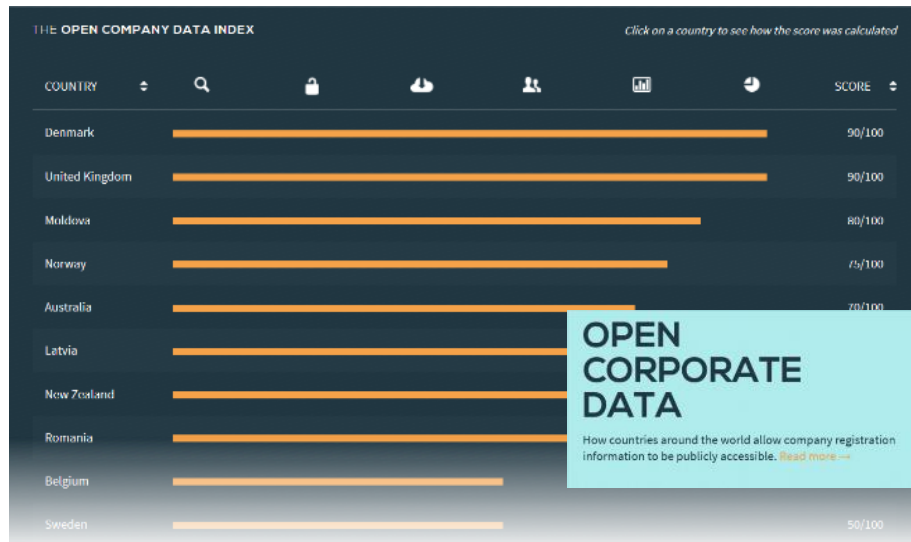 THE OPEN COMPANY DATA INDEX
Click on a country to see how the score was calculated
COUNTRY SCORE
Denmark 90/100
United Kingdom 90/100
Moldova 80/100
Norway 75/100
Australia 70/100
Latvia
New Zealand
Romania
Belgium
Sweden 50/100
OPEN
CORPORATE
DATA
How countries around the world allow company registration
information to be publicly accessible. Read more →